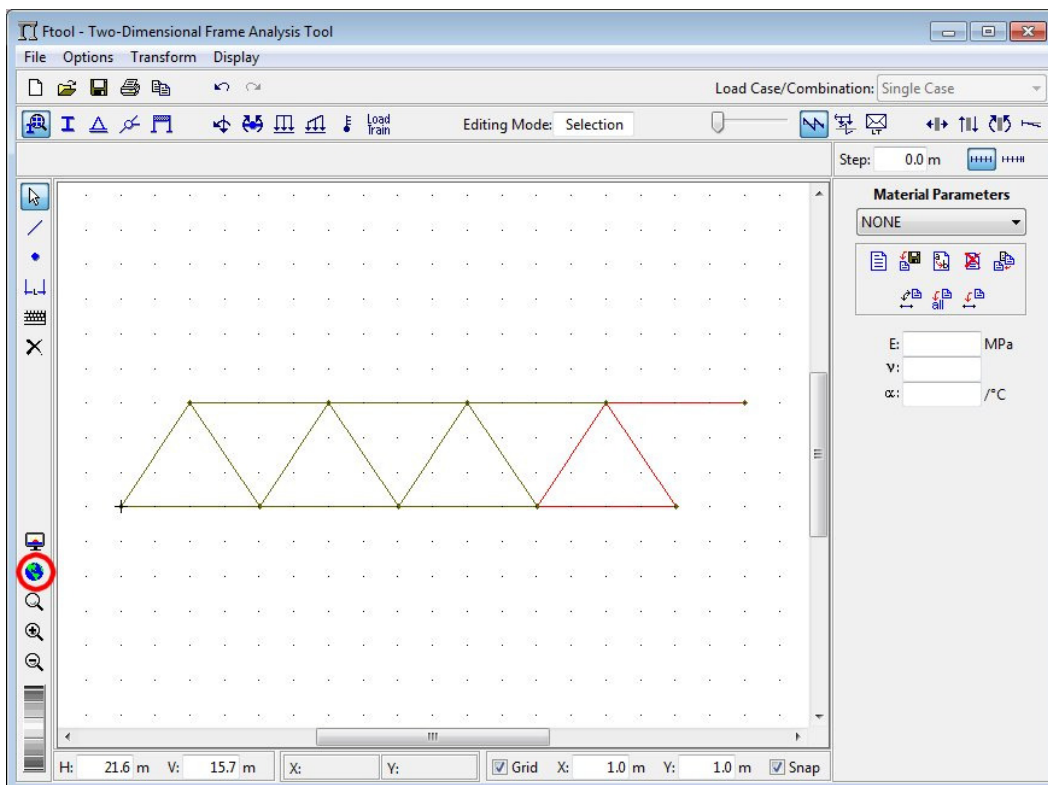 Ftool - Two-Dimensional Frame Analysis Tool
File Options Transform Display
Load Case/Combination: Single Case
Load Train
Editing Mode: Selection
Step: 0.0 m
Material Parameters
NONE
all
E: MPa
ν:
α: /°C
H: 21.6 m V: 15.7 m X: Y: Grid X: 1.0 m Y: 1.0 m Snap